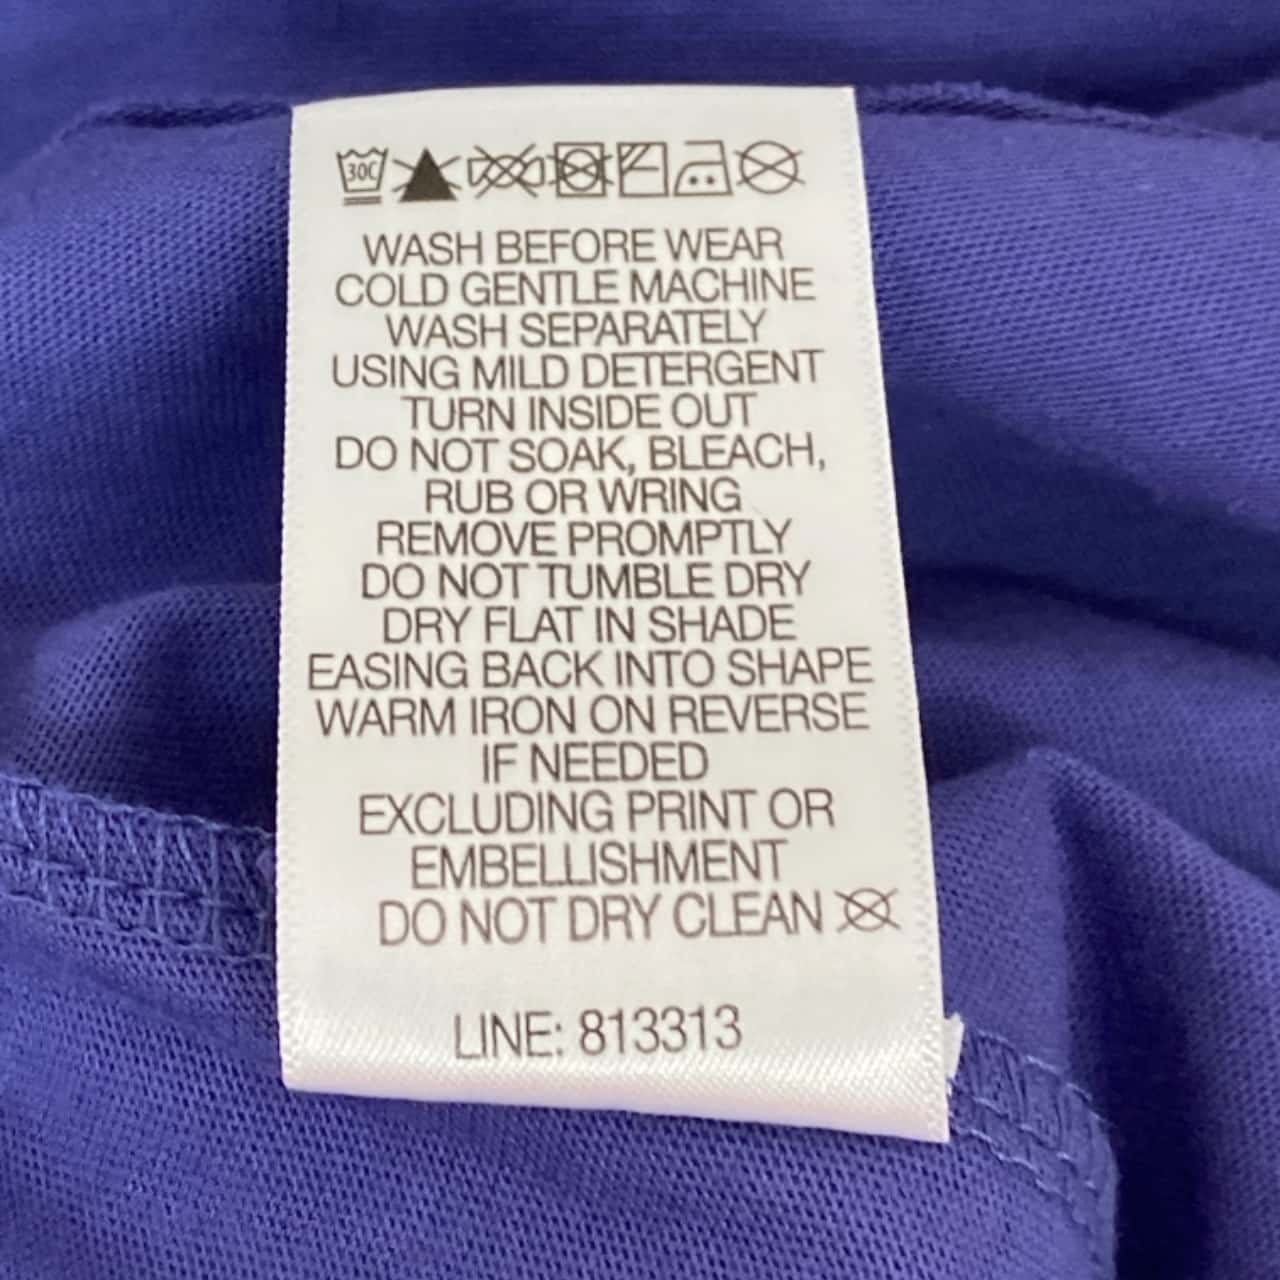 30C
WASH BEFORE WEAR
COLD GENTLE MACHINE
WASH SEPARATELY
USING MILD DETERGENT
TURN INSIDE OUT
DO NOT SOAK, BLEACH,
RUB OR WRING
REMOVE PROMPTLY
DO NOT TUMBLE DRY
DRY FLAT IN SHADE
EASING BACK INTO SHAPE
WARM IRON ON REVERSE
IF NEEDED
EXCLUDING PRINT OR
EMBELLISHMENT
DO NOT DRY CLEAN
LINE: 813313